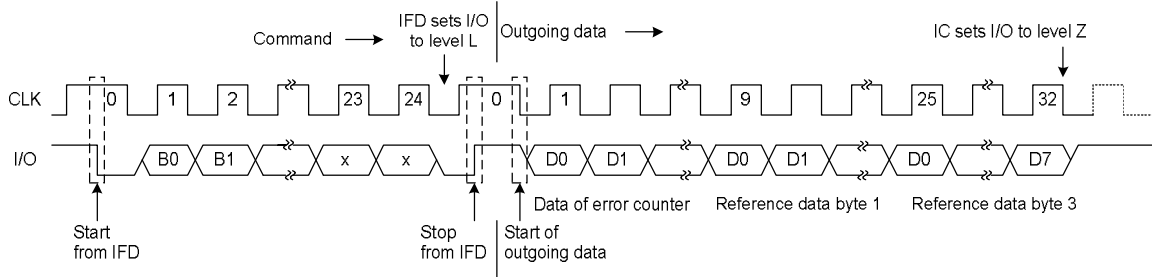 Command
IFD sets I/O
to level L
Outgoing data
IC sets I/O to level Z
CLK
0
1
2
23
24
0
1
9
25
32
I/O
B0
B1
x
x
D0
D1
D0
D1
D0
D7
Data of error counter
Reference data byte 1
Reference data byte 3
Start
from IFD
Stop
from IFD
Start of
outgoing data